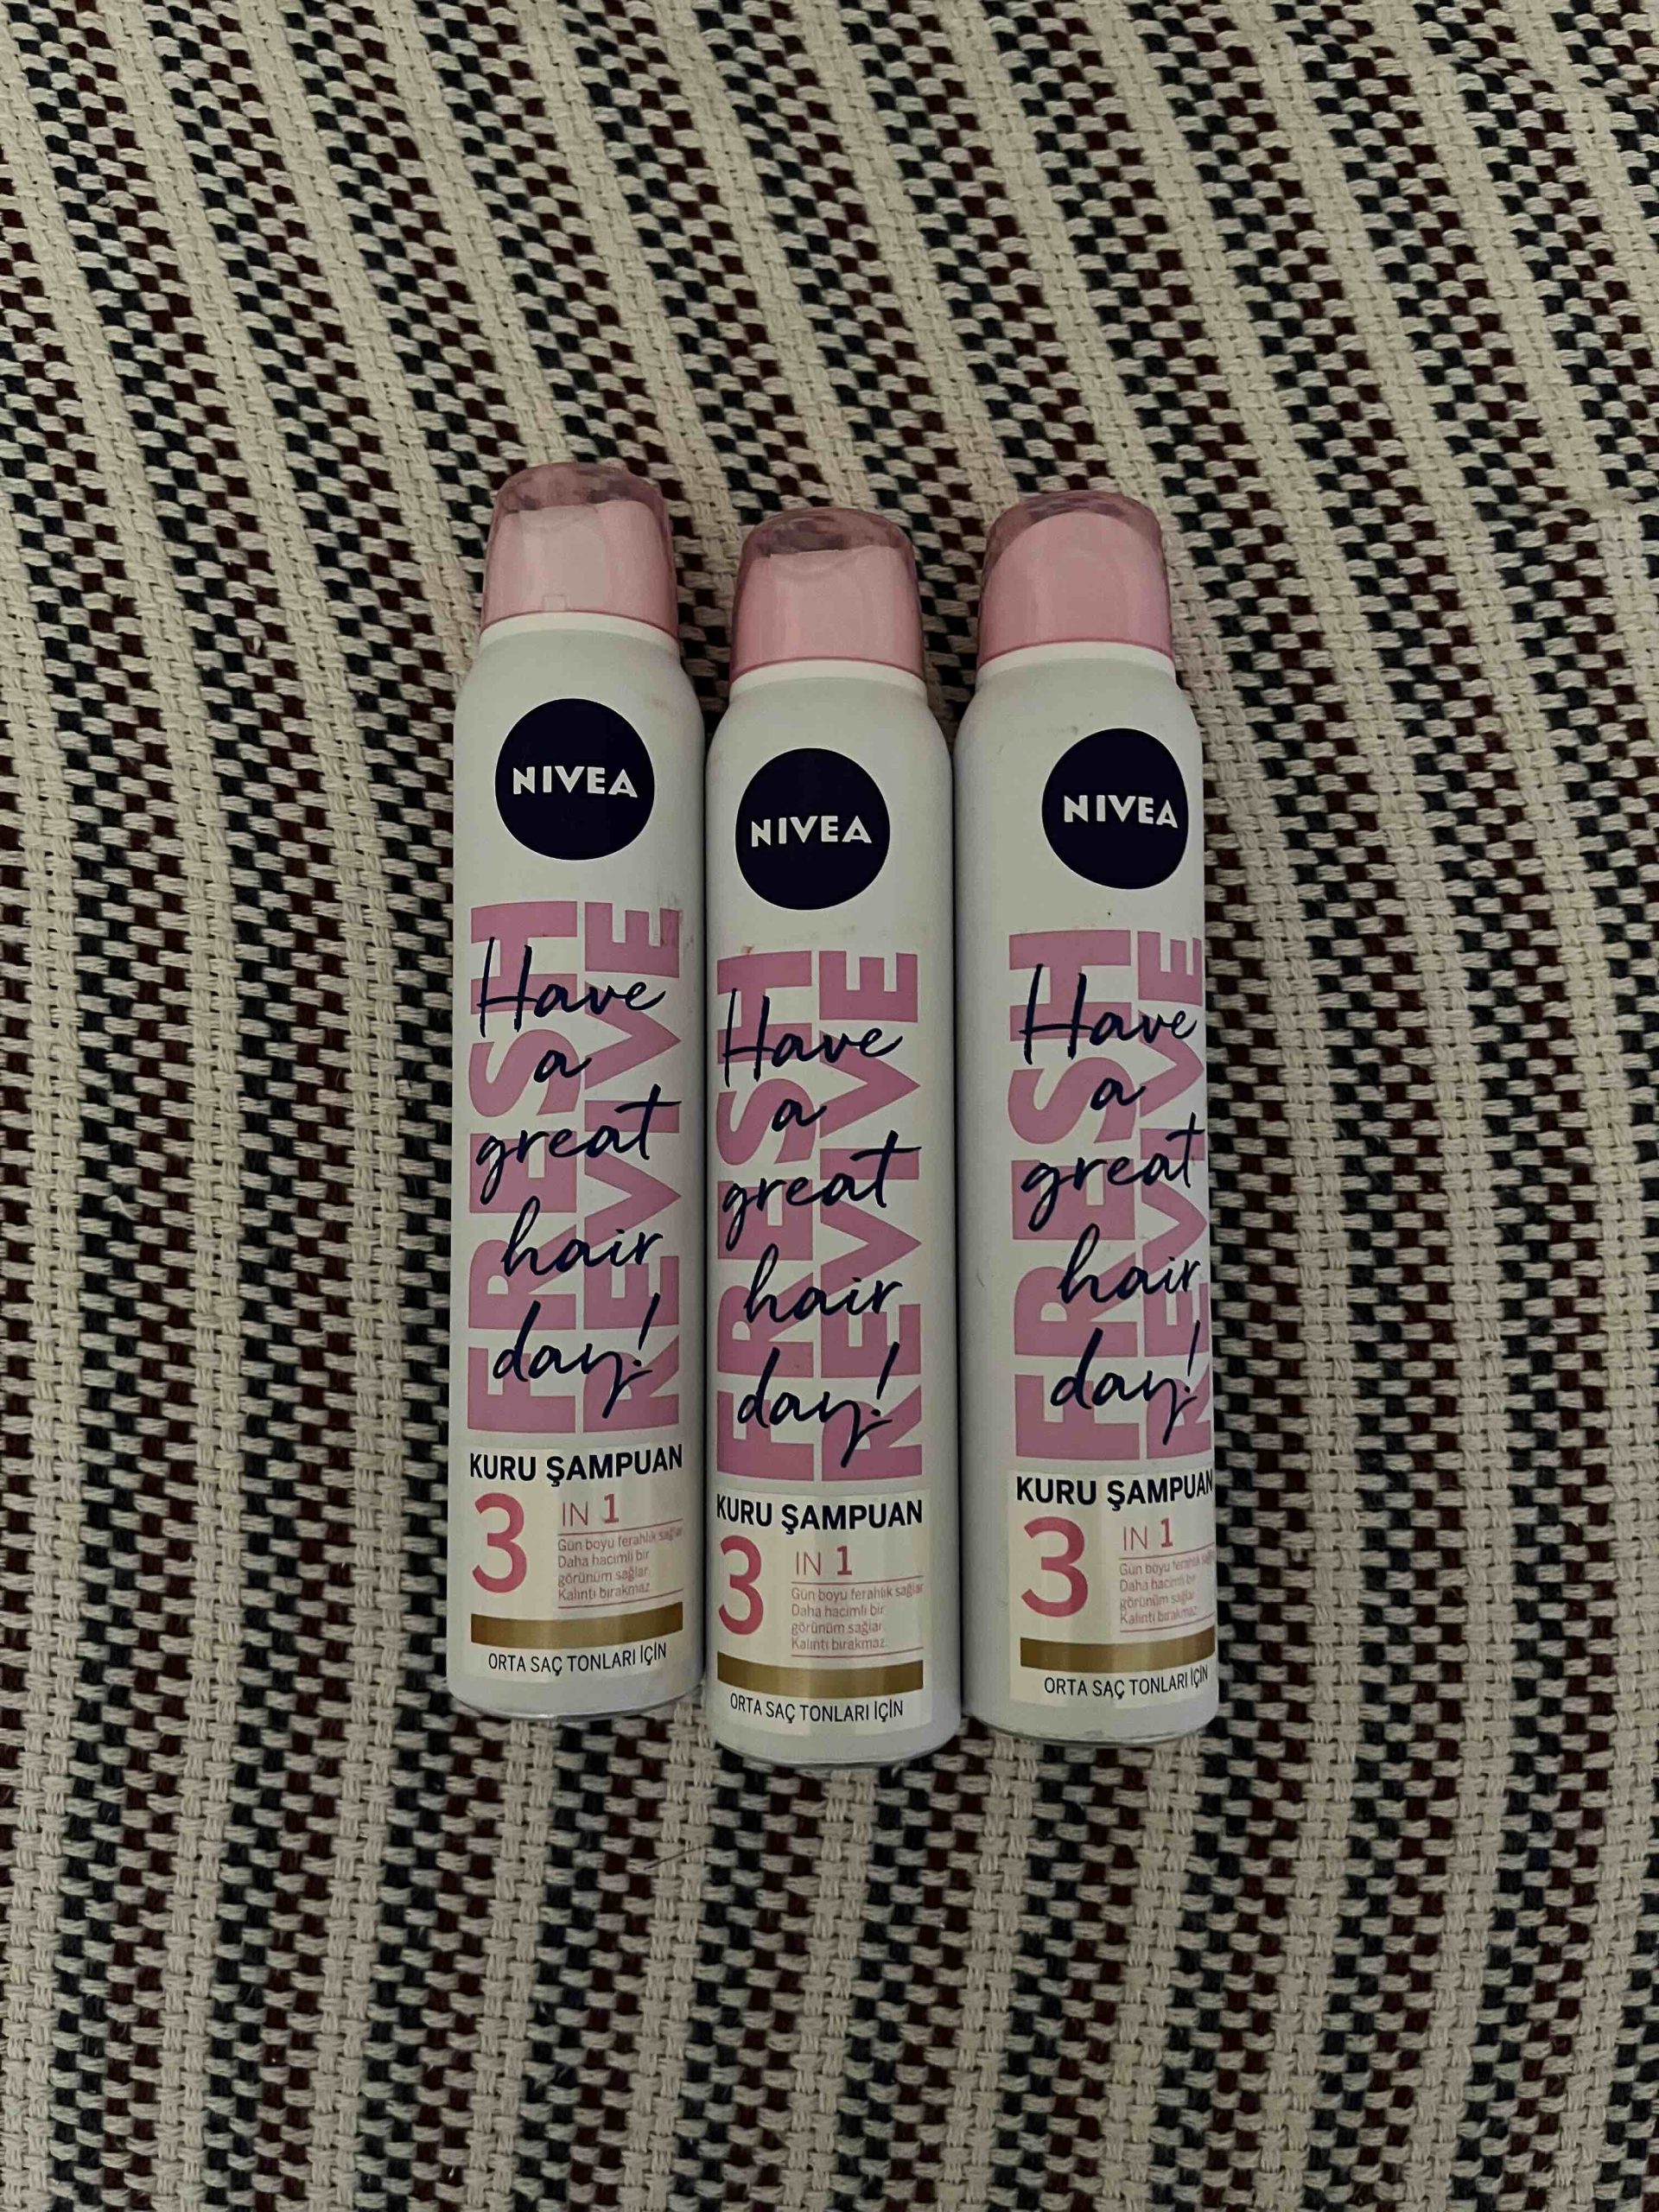 NIVEA
FRESH
REVIVE
Have
a
great
hair
day!
KURU ŞAMPUAN
3 IN 1
Gün boyu ferahlık sağlar
Daha hacimli bir
görünüm sağlar
Kalıntı bırakmaz
ORTA SAÇ TONLARI İÇİN
NIVEA
FRESH
REVIVE
Have
a
great
hair
day!
KURU ŞAMPUAN
3 IN 1
Gün boyu ferahlık sağlar
Daha hacimli bir
görünüm sağlar
Kalıntı bırakmaz
ORTA SAÇ TONLARI İÇİN
NIVEA
FRESH
REVIVE
Have
a
great
hair
day!
KURU ŞAMPUAN
3 IN 1
Gün boyu ferahlık sağlar
Daha hacimli bir
görünüm sağlar
Kalıntı bırakmaz
ORTA SAÇ TONLARI İÇİN